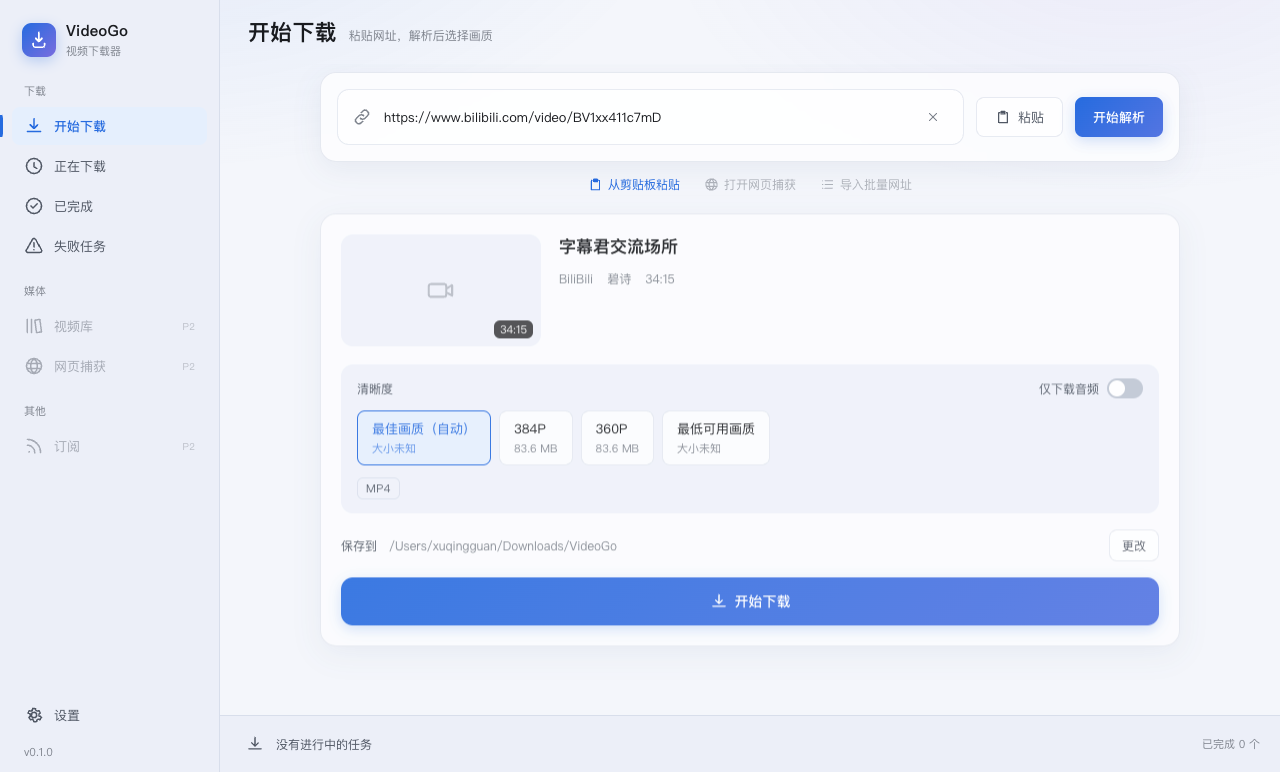 VideoGo
视频下载器
下载
开始下载
正在下载
已完成
失败任务
媒体
视频库 P2
网页捕获 P2
其他
订阅 P2
设置
v0.1.0
开始下载 粘贴网址，解析后选择画质
https://www.bilibili.com/video/BV1xx411c7mD 粘贴 开始解析
从剪贴板粘贴 打开网页捕获 导入批量网址
34:15
字幕君交流场所
BiliBili 碧诗 34:15
清晰度 仅下载音频
最佳画质（自动） 384P 360P 最低可用画质
大小未知 83.6 MB 83.6 MB 大小未知
MP4
保存到 /Users/xuqingguan/Downloads/VideoGo 更改
开始下载
没有进行中的任务 已完成 0 个